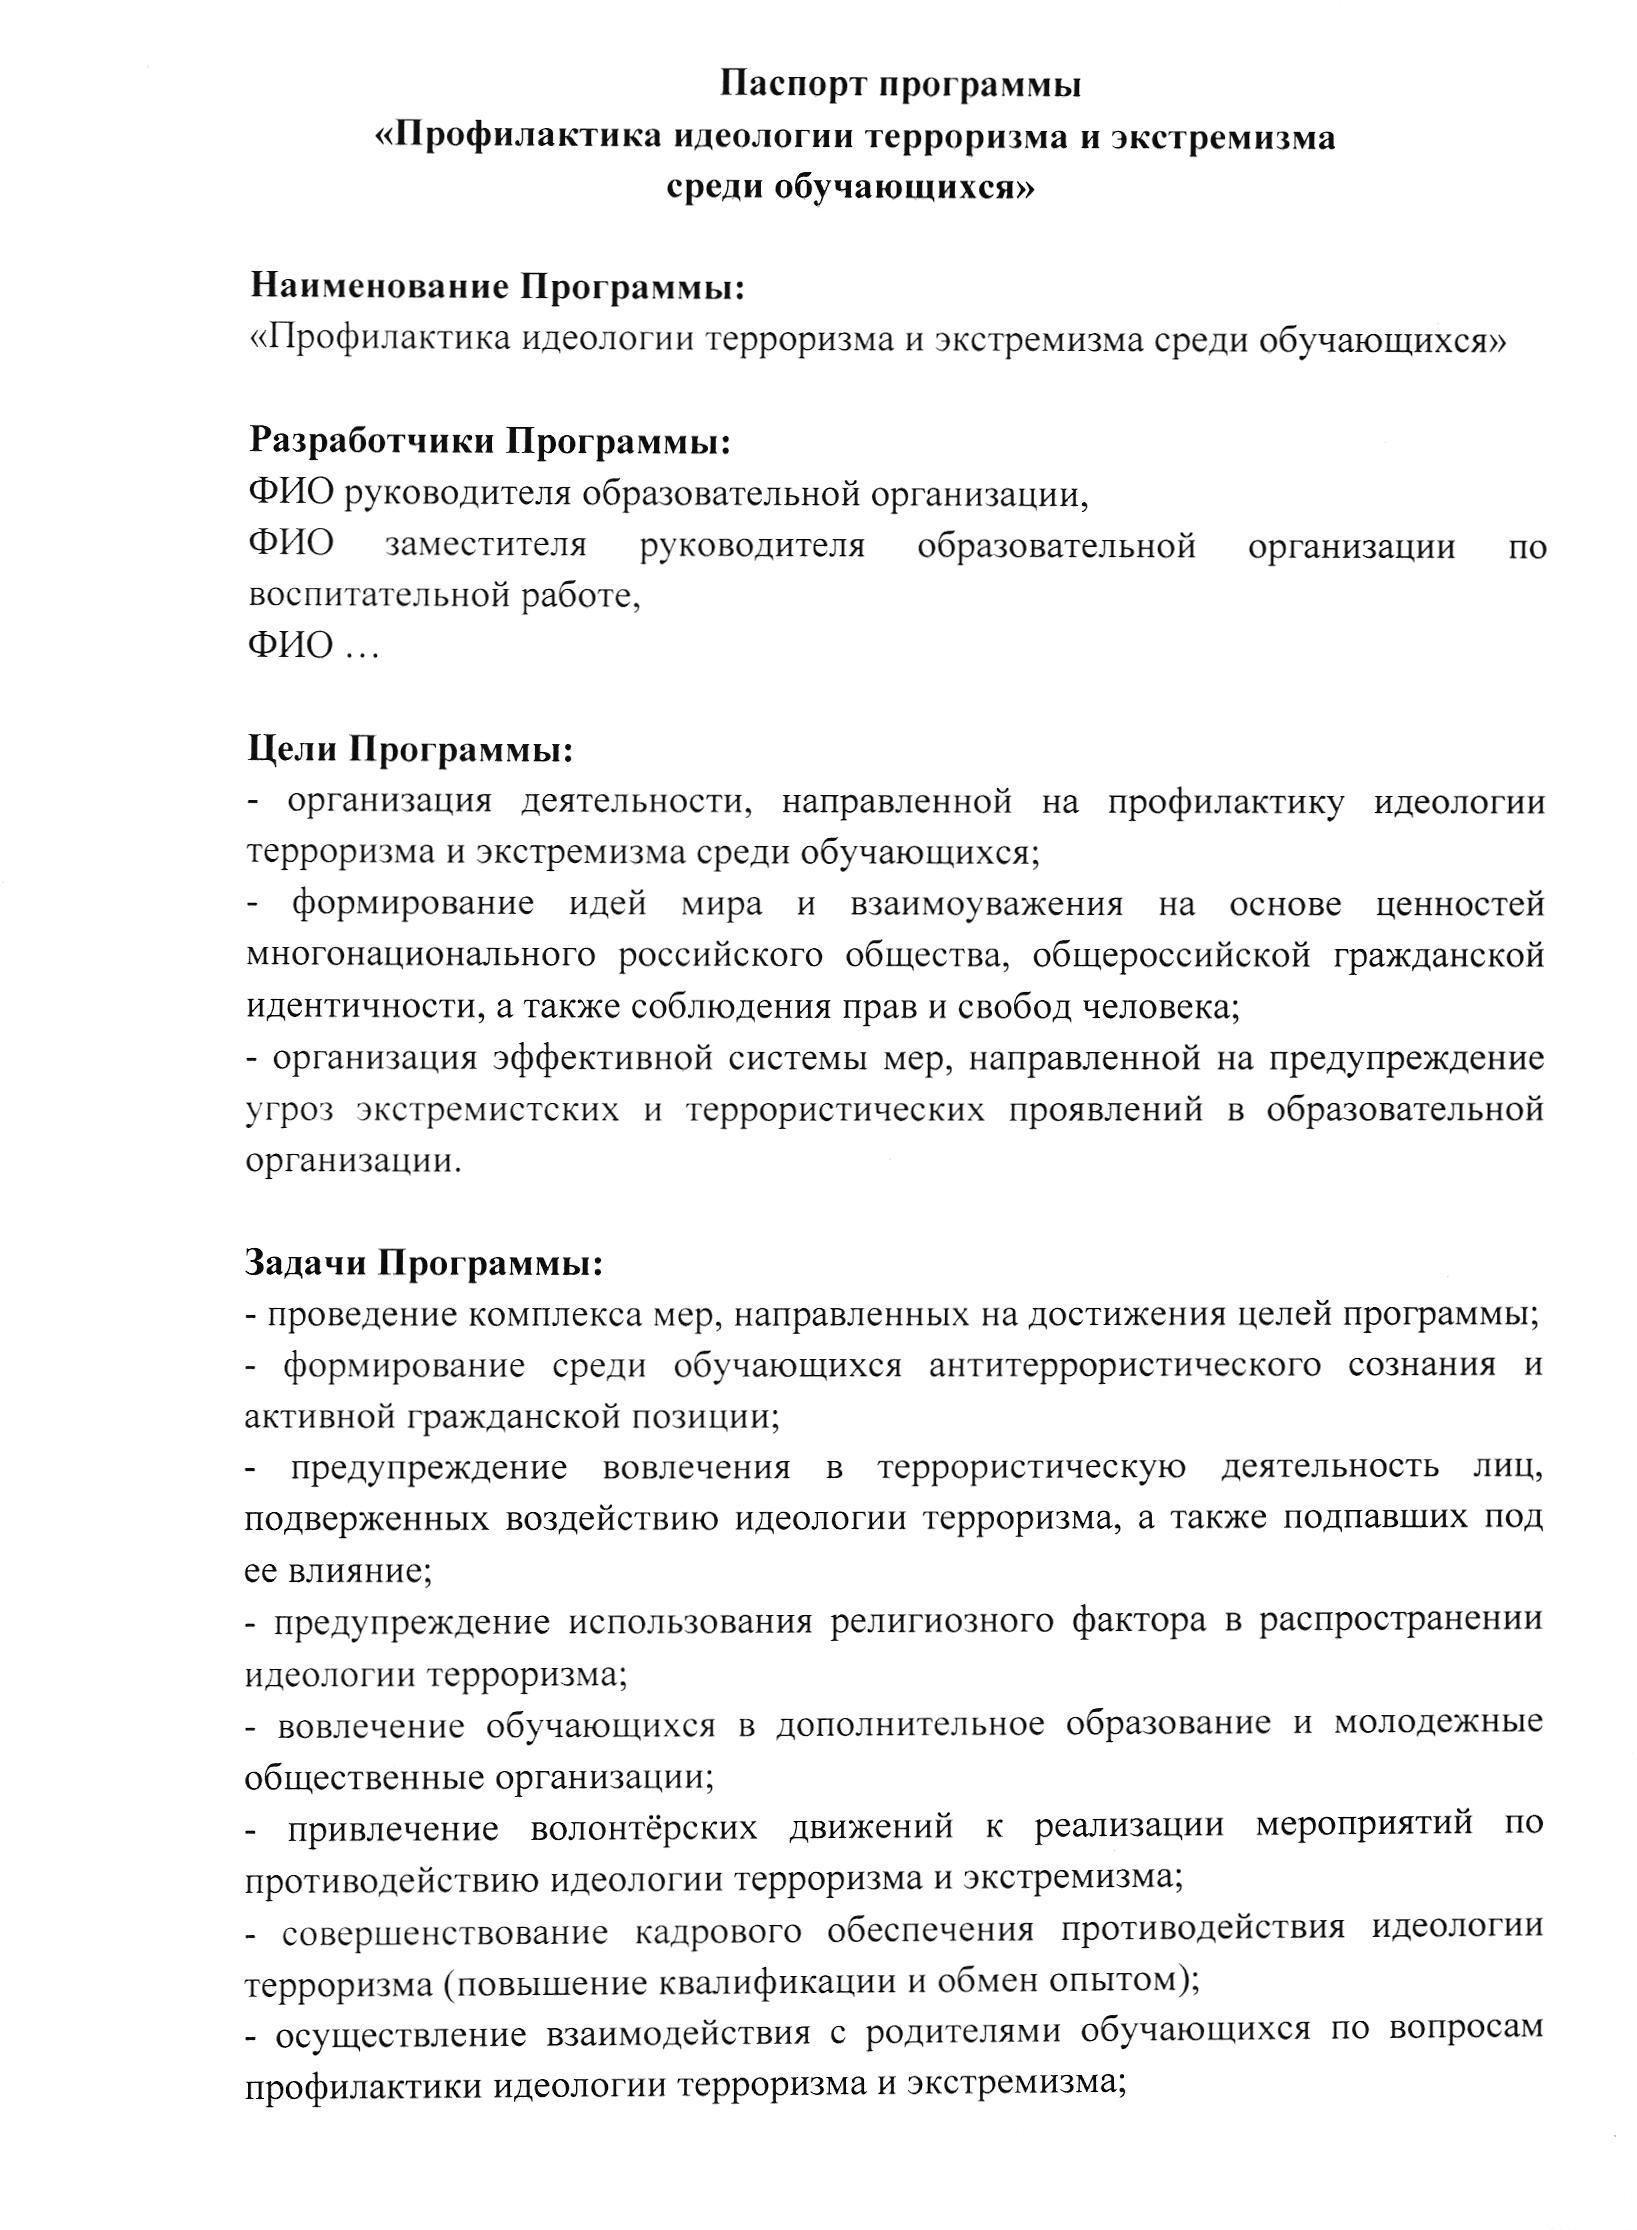 Паспорт программы
«Профилактика идеологии терроризма и экстремизма
среди обучающихся»
Наименование Программы:
«Профилактика идеологии терроризма и экстремизма среди обучающихся»
Разработчики Программы:
ФИО руководителя образовательной организации,
ФИО заместителя руководителя образовательной организации по
воспитательной работе,
ФИО …
Цели Программы:
- организация деятельности, направленной на профилактику идеологии
терроризма и экстремизма среди обучающихся;
- формирование идей мира и взаимоуважения на основе ценностей
многонационального российского общества, общероссийской гражданской
идентичности, а также соблюдения прав и свобод человека;
- организация эффективной системы мер, направленной на предупреждение
угроз экстремистских и террористических проявлений в образовательной
организации.
Задачи Программы:
- проведение комплекса мер, направленных на достижения целей программы;
- формирование среди обучающихся антитеррористического сознания и
активной гражданской позиции;
- предупреждение вовлечения в террористическую деятельность лиц,
подверженных воздействию идеологии терроризма, а также подпавших под
ее влияние;
- предупреждение использования религиозного фактора в распространении
идеологии терроризма;
- вовлечение обучающихся в дополнительное образование и молодежные
общественные организации;
- привлечение волонтёрских движений к реализации мероприятий по
противодействию идеологии терроризма и экстремизма;
- совершенствование кадрового обеспечения противодействия идеологии
терроризма (повышение квалификации и обмен опытом);
- осуществление взаимодействия с родителями обучающихся по вопросам
профилактики идеологии терроризма и экстремизма;